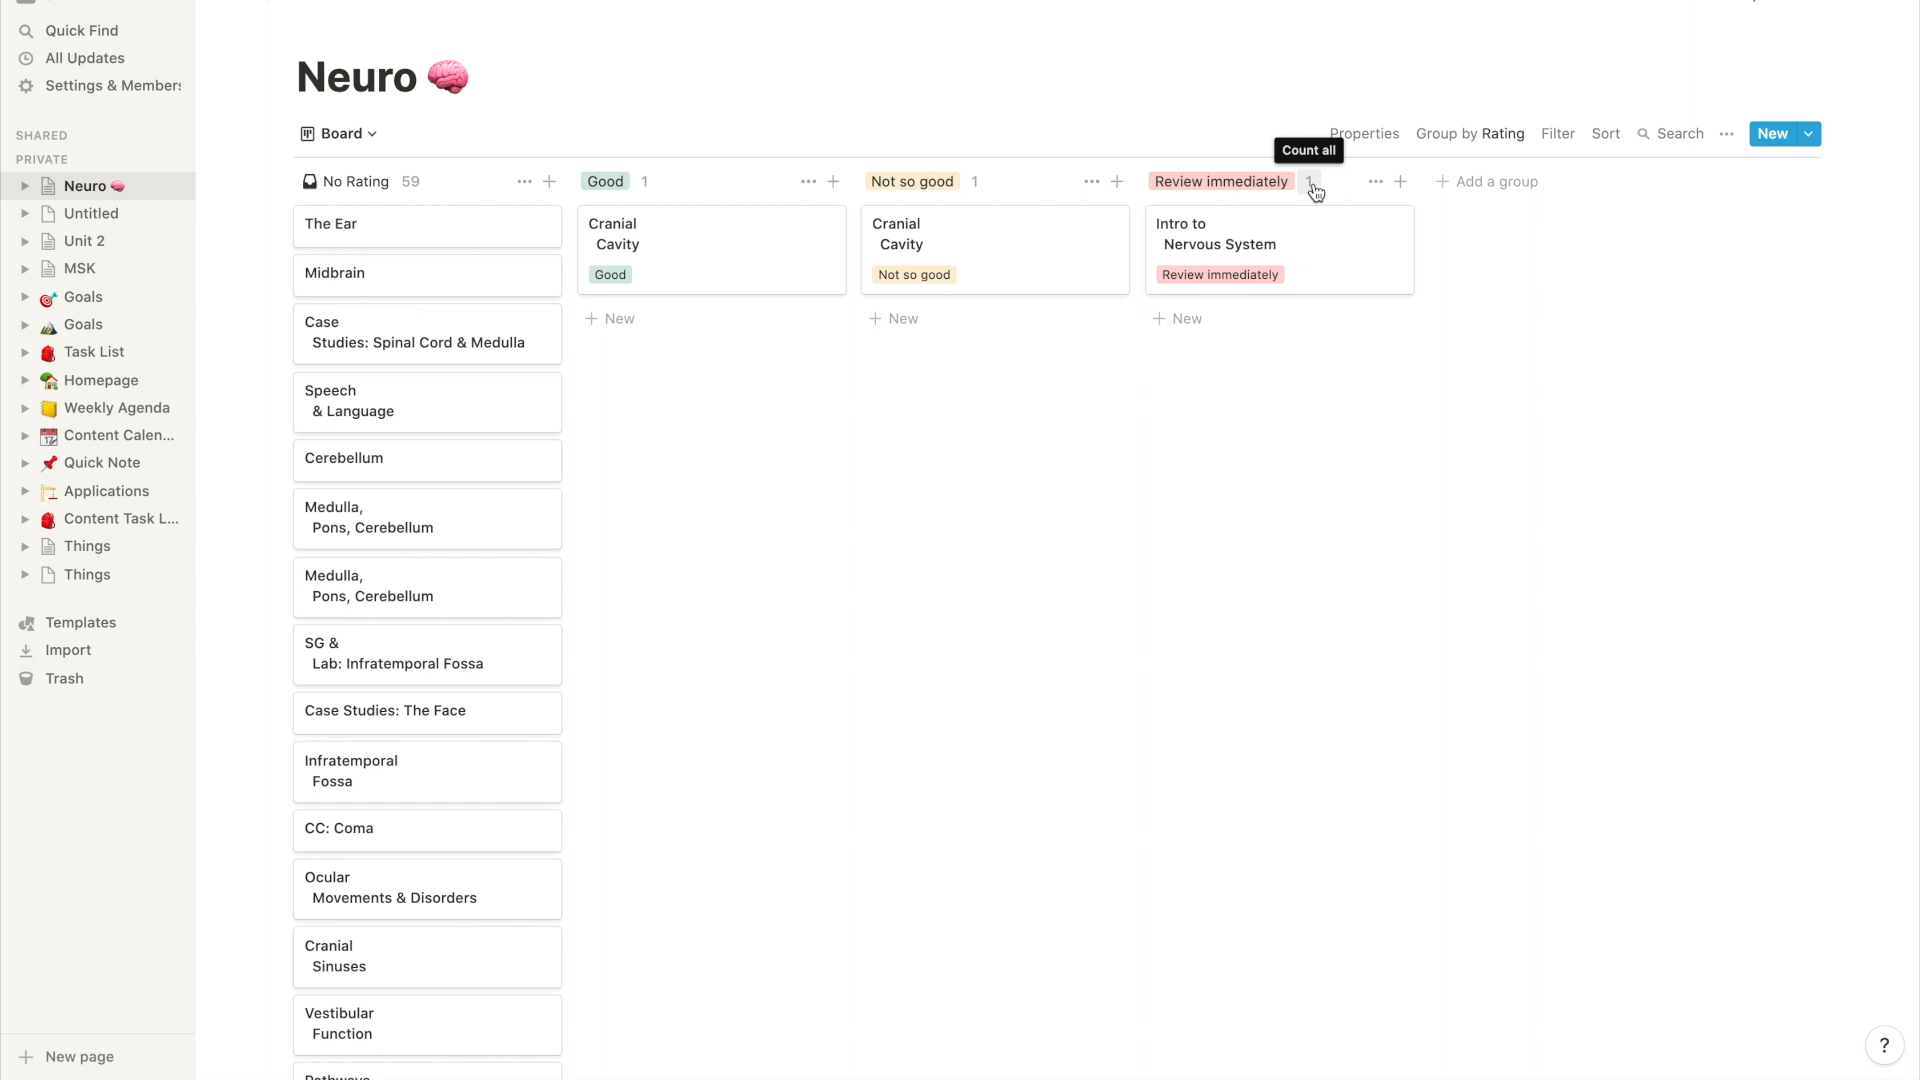 Quick Find
All Updates
Settings & Members
SHARED
PRIVATE
Neuro
Untitled
Unit 2
MSK
Goals
Goals
Task List
Homepage
Weekly Agenda
Content Calen...
Quick Note
Applications
Content Task L...
Things
Things
Templates
Import
Trash
New page
Neuro
Board
Properties Group by Rating Filter Sort Search New
Count all
No Rating 59
Good 1
Not so good 1
Review immediately 1
Add a group
The Ear
Midbrain
Case
Studies: Spinal Cord & Medulla
Speech
& Language
Cerebellum
Medulla,
Pons, Cerebellum
Medulla,
Pons, Cerebellum
SG &
Lab: Infratemporal Fossa
Case Studies: The Face
Infratemporal
Fossa
CC: Coma
Ocular
Movements & Disorders
Cranial
Sinuses
Vestibular
Function
Pathways
Cranial
Cavity
Good
+ New
Cranial
Cavity
Not so good
+ New
Intro to
Nervous System
Review immediately
+ New
?